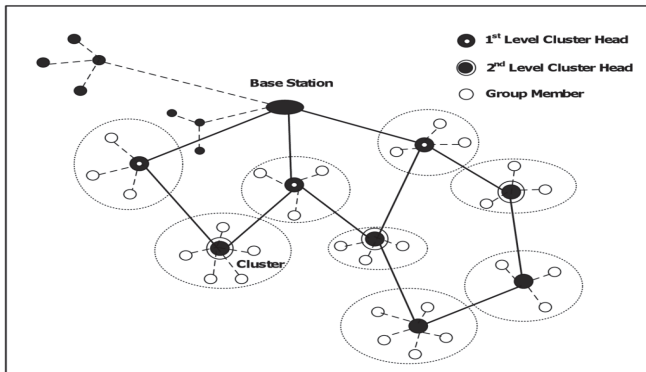 1st Level Cluster Head
2nd Level Cluster Head
Group Member
Base Station
Cluster